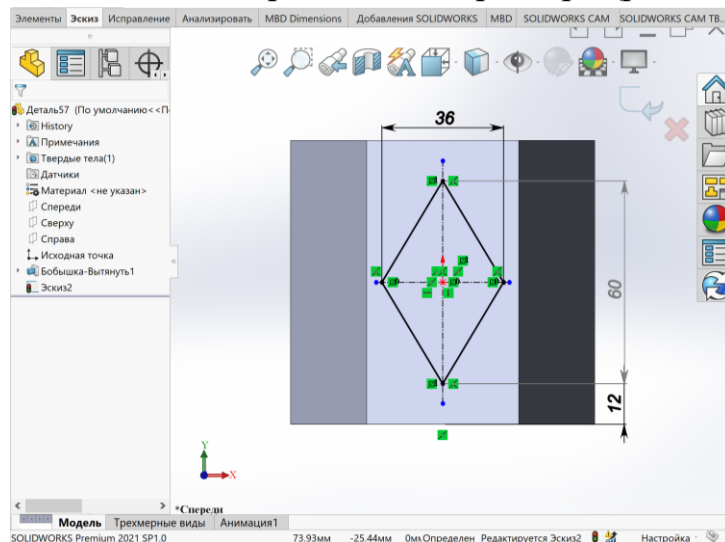 Элементы Эскиз Исправление Анализировать MBD Dimensions Добавления SOLIDWORKS MBD SOLIDWORKS CAM SOLIDWORKS CAM TB...
Деталь57 (По умолчанию<<П
History
Примечания
Твердые тела(1)
Датчики
Материал <не указан>
Спереди
Сверху
Справа
Исходная точка
Бобышка-Вытянуть1
Эскиз2
36
60
12
Y
X
*Спереди
Модель Трехмерные виды Анимация1
SOLIDWORKS Premium 2021 SP1.0 73.93мм -25.44мм 0мм Определен Редактируется Эскиз2 Настройка